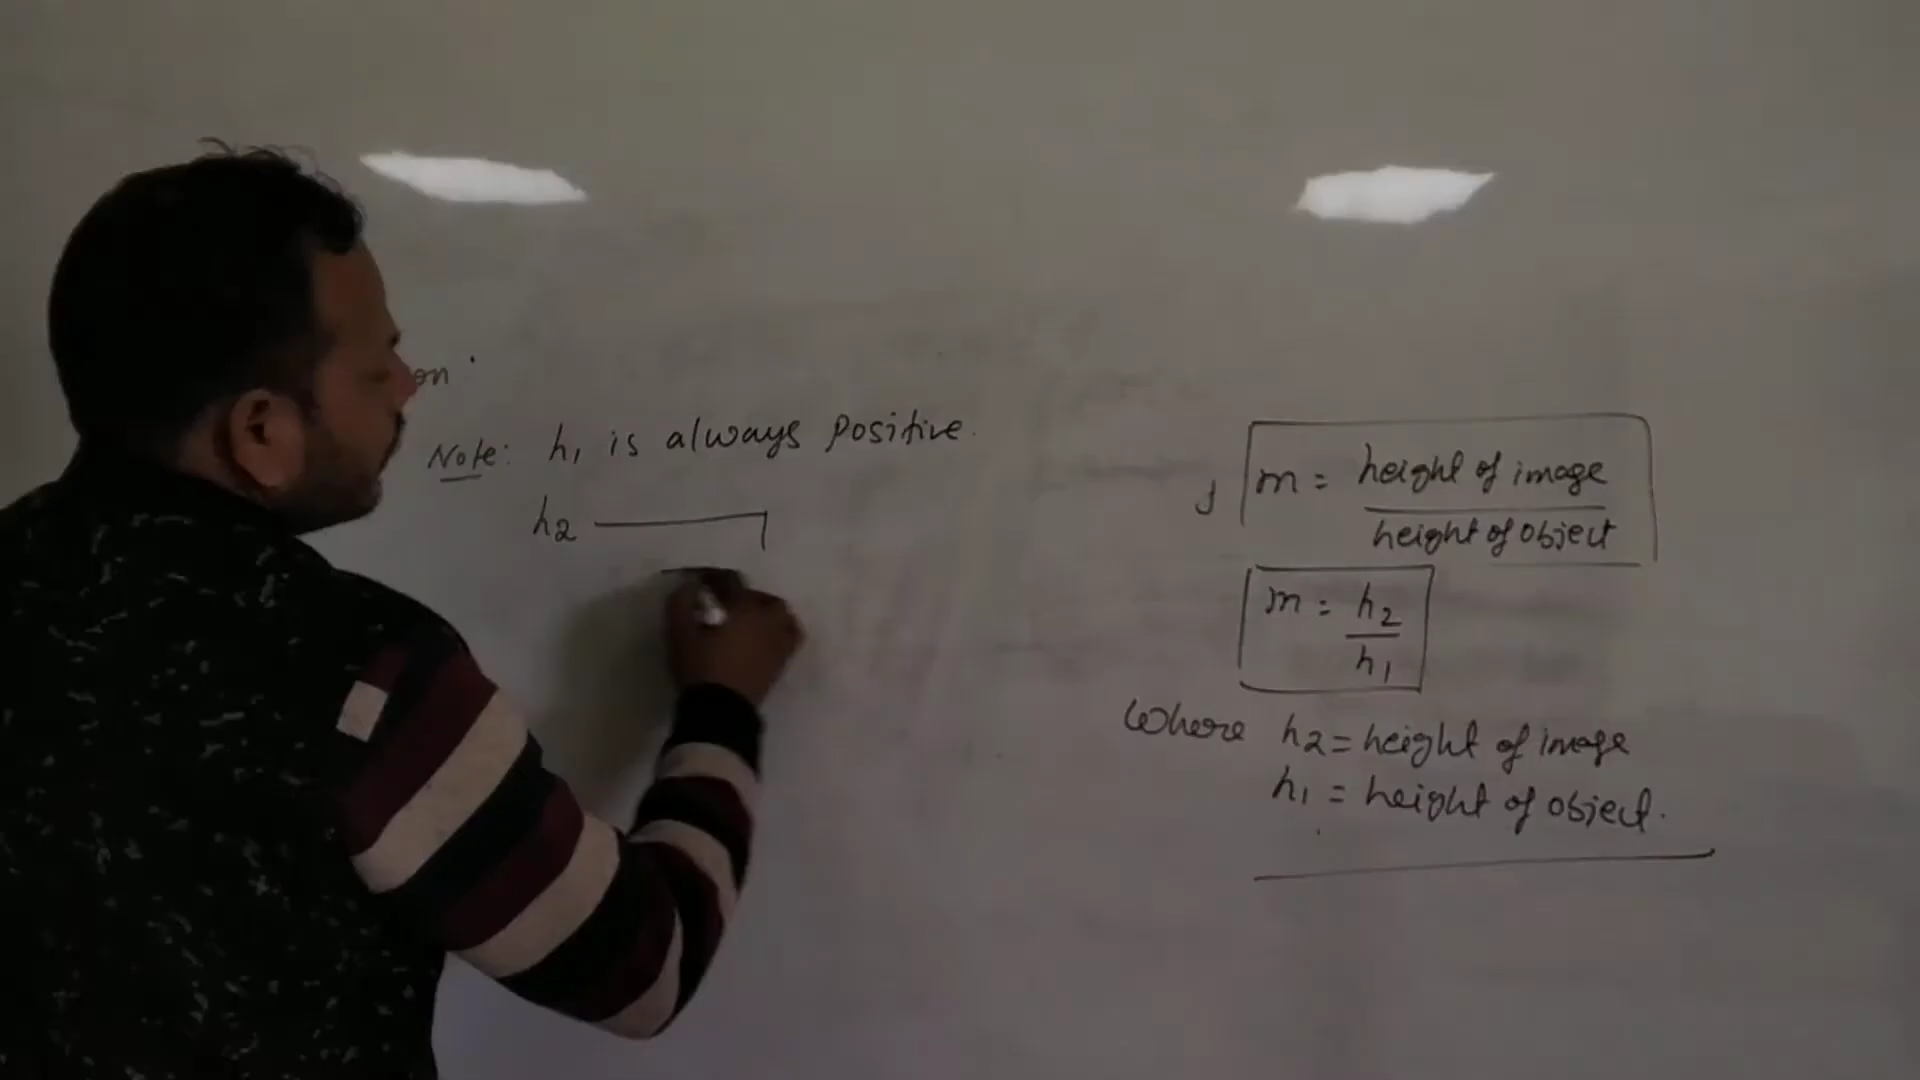 Note: h1 is always positive.
h2
m = height of image
height of object
m = h2
h1
where h2 = height of image
h1 = height of object.